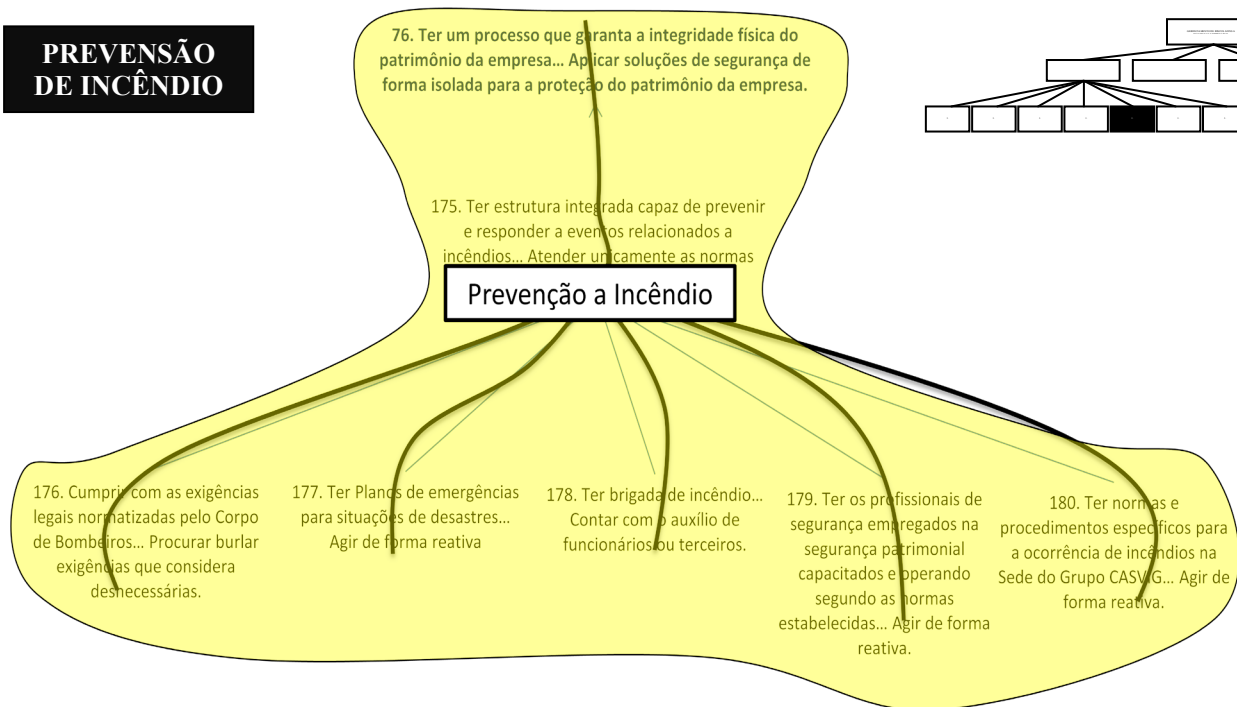 PREVENSÃO
DE INCÊNDIO
76. Ter um processo que garanta a integridade física do
patrimônio da empresa... Aplicar soluções de segurança de
forma isolada para a proteção do patrimônio da empresa.
175. Ter estrutura integrada capaz de prevenir
e responder a eventos relacionados a
incêndios... Atender unicamente as normas
Prevenção a Incêndio
176. Cumprir com as exigências
legais normatizadas pelo Corpo
de Bombeiros... Procurar burlar
exigências que considera
desnecessárias.
177. Ter Planos de emergências
para situações de desastres...
Agir de forma reativa
178. Ter brigada de incêndio...
Contar com o auxílio de
funcionários ou terceiros.
179. Ter os profissionais de
segurança empregados na
segurança patrimonial
capacitados e operando
segundo as normas
estabelecidas... Agir de forma
reativa.
180. Ter normas e
procedimentos específicos para
a ocorrência de incêndios na
Sede do Grupo CASVIG... Agir de
forma reativa.